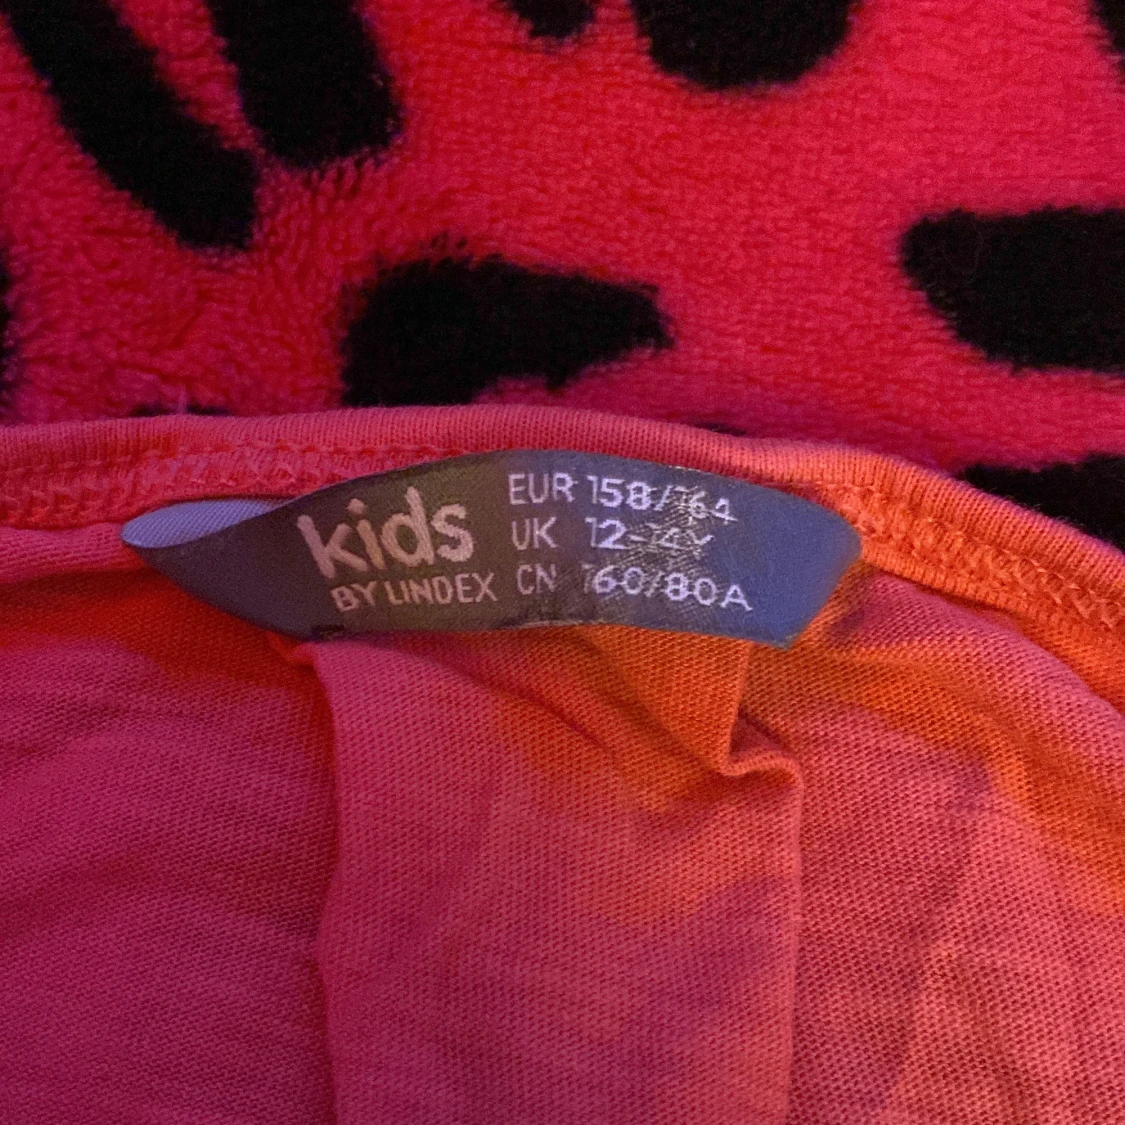 kids
BY LINDEX
EUR 158/164
UK 12-14Y
CN 160/80A